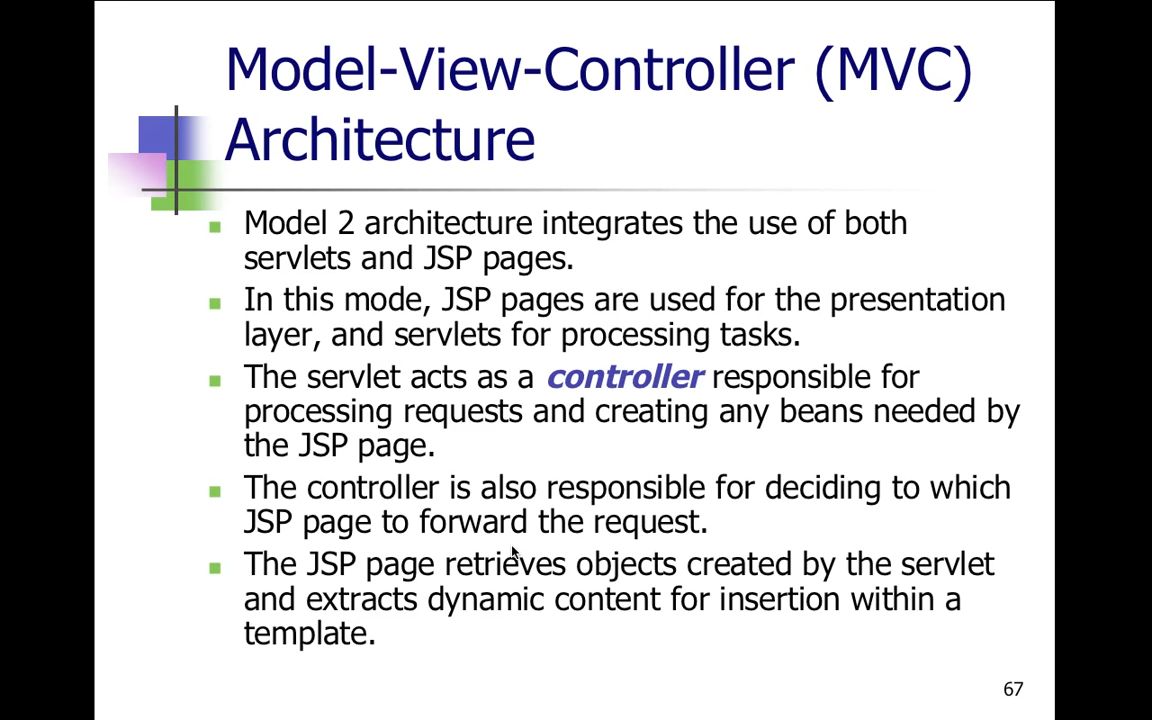 Model-View-Controller (MVC)
Architecture
Model 2 architecture integrates the use of both
servlets and JSP pages.
In this mode, JSP pages are used for the presentation
layer, and servlets for processing tasks.
The servlet acts as a controller responsible for
processing requests and creating any beans needed by
the JSP page.
The controller is also responsible for deciding to which
JSP page to forward the request.
The JSP page retrieves objects created by the servlet
and extracts dynamic content for insertion within a
template.
67